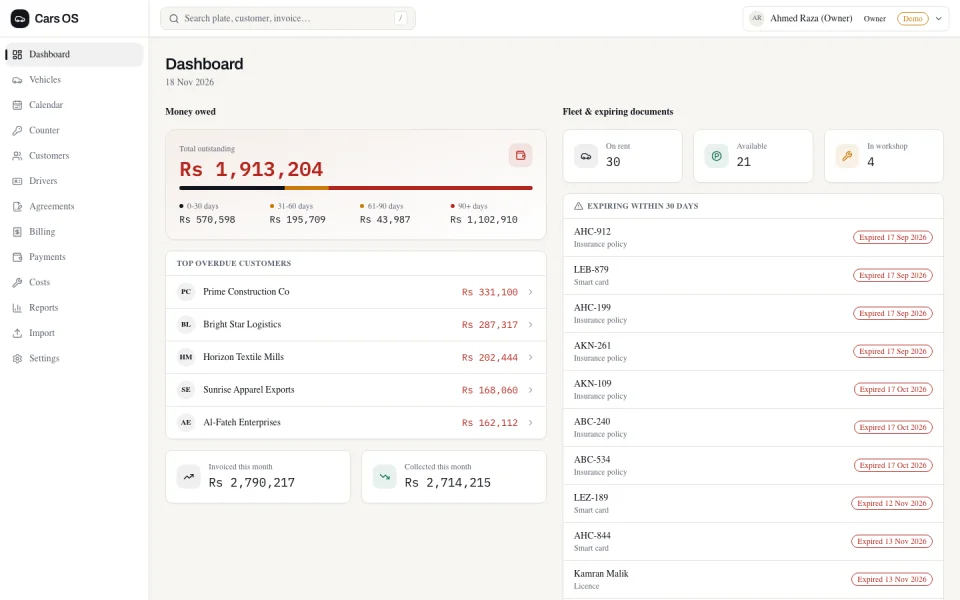 Cars OS
Search plate, customer, invoice…
/
AR
Ahmed Raza (Owner)
Owner
Demo
Dashboard
Vehicles
Calendar
Counter
Customers
Drivers
Agreements
Billing
Payments
Costs
Reports
Import
Settings
Dashboard
18 Nov 2026
Money owed
Total outstanding
Rs 1,913,204
0-30 days
Rs 570,598
31-60 days
Rs 195,709
61-90 days
Rs 43,987
90+ days
Rs 1,102,910
TOP OVERDUE CUSTOMERS
PC Prime Construction Co Rs 331,100
BL Bright Star Logistics Rs 287,317
HM Horizon Textile Mills Rs 202,444
SE Sunrise Apparel Exports Rs 168,060
AE Al-Fateh Enterprises Rs 162,112
Invoiced this month
Rs 2,790,217
Collected this month
Rs 2,714,215
Fleet & expiring documents
On rent
30
Available
21
In workshop
4
EXPIRING WITHIN 30 DAYS
AHC-912
Insurance policy
Expired 17 Sep 2026
LEB-879
Smart card
Expired 17 Sep 2026
AHC-199
Insurance policy
Expired 17 Sep 2026
AKN-261
Insurance policy
Expired 17 Sep 2026
AKN-109
Insurance policy
Expired 17 Oct 2026
ABC-240
Insurance policy
Expired 17 Oct 2026
ABC-534
Insurance policy
Expired 17 Oct 2026
LEZ-189
Smart card
Expired 12 Nov 2026
AHC-844
Smart card
Expired 13 Nov 2026
Kamran Malik
Licence
Expired 13 Nov 2026